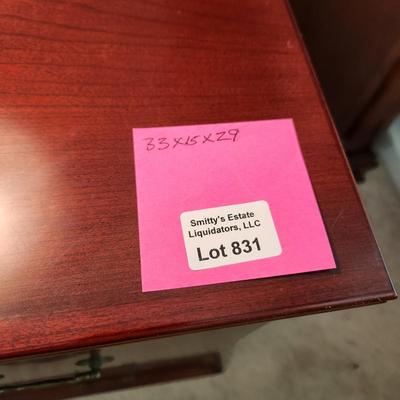 33x15x29
Smitty's Estate
Liquidators, LLC
Lot 831